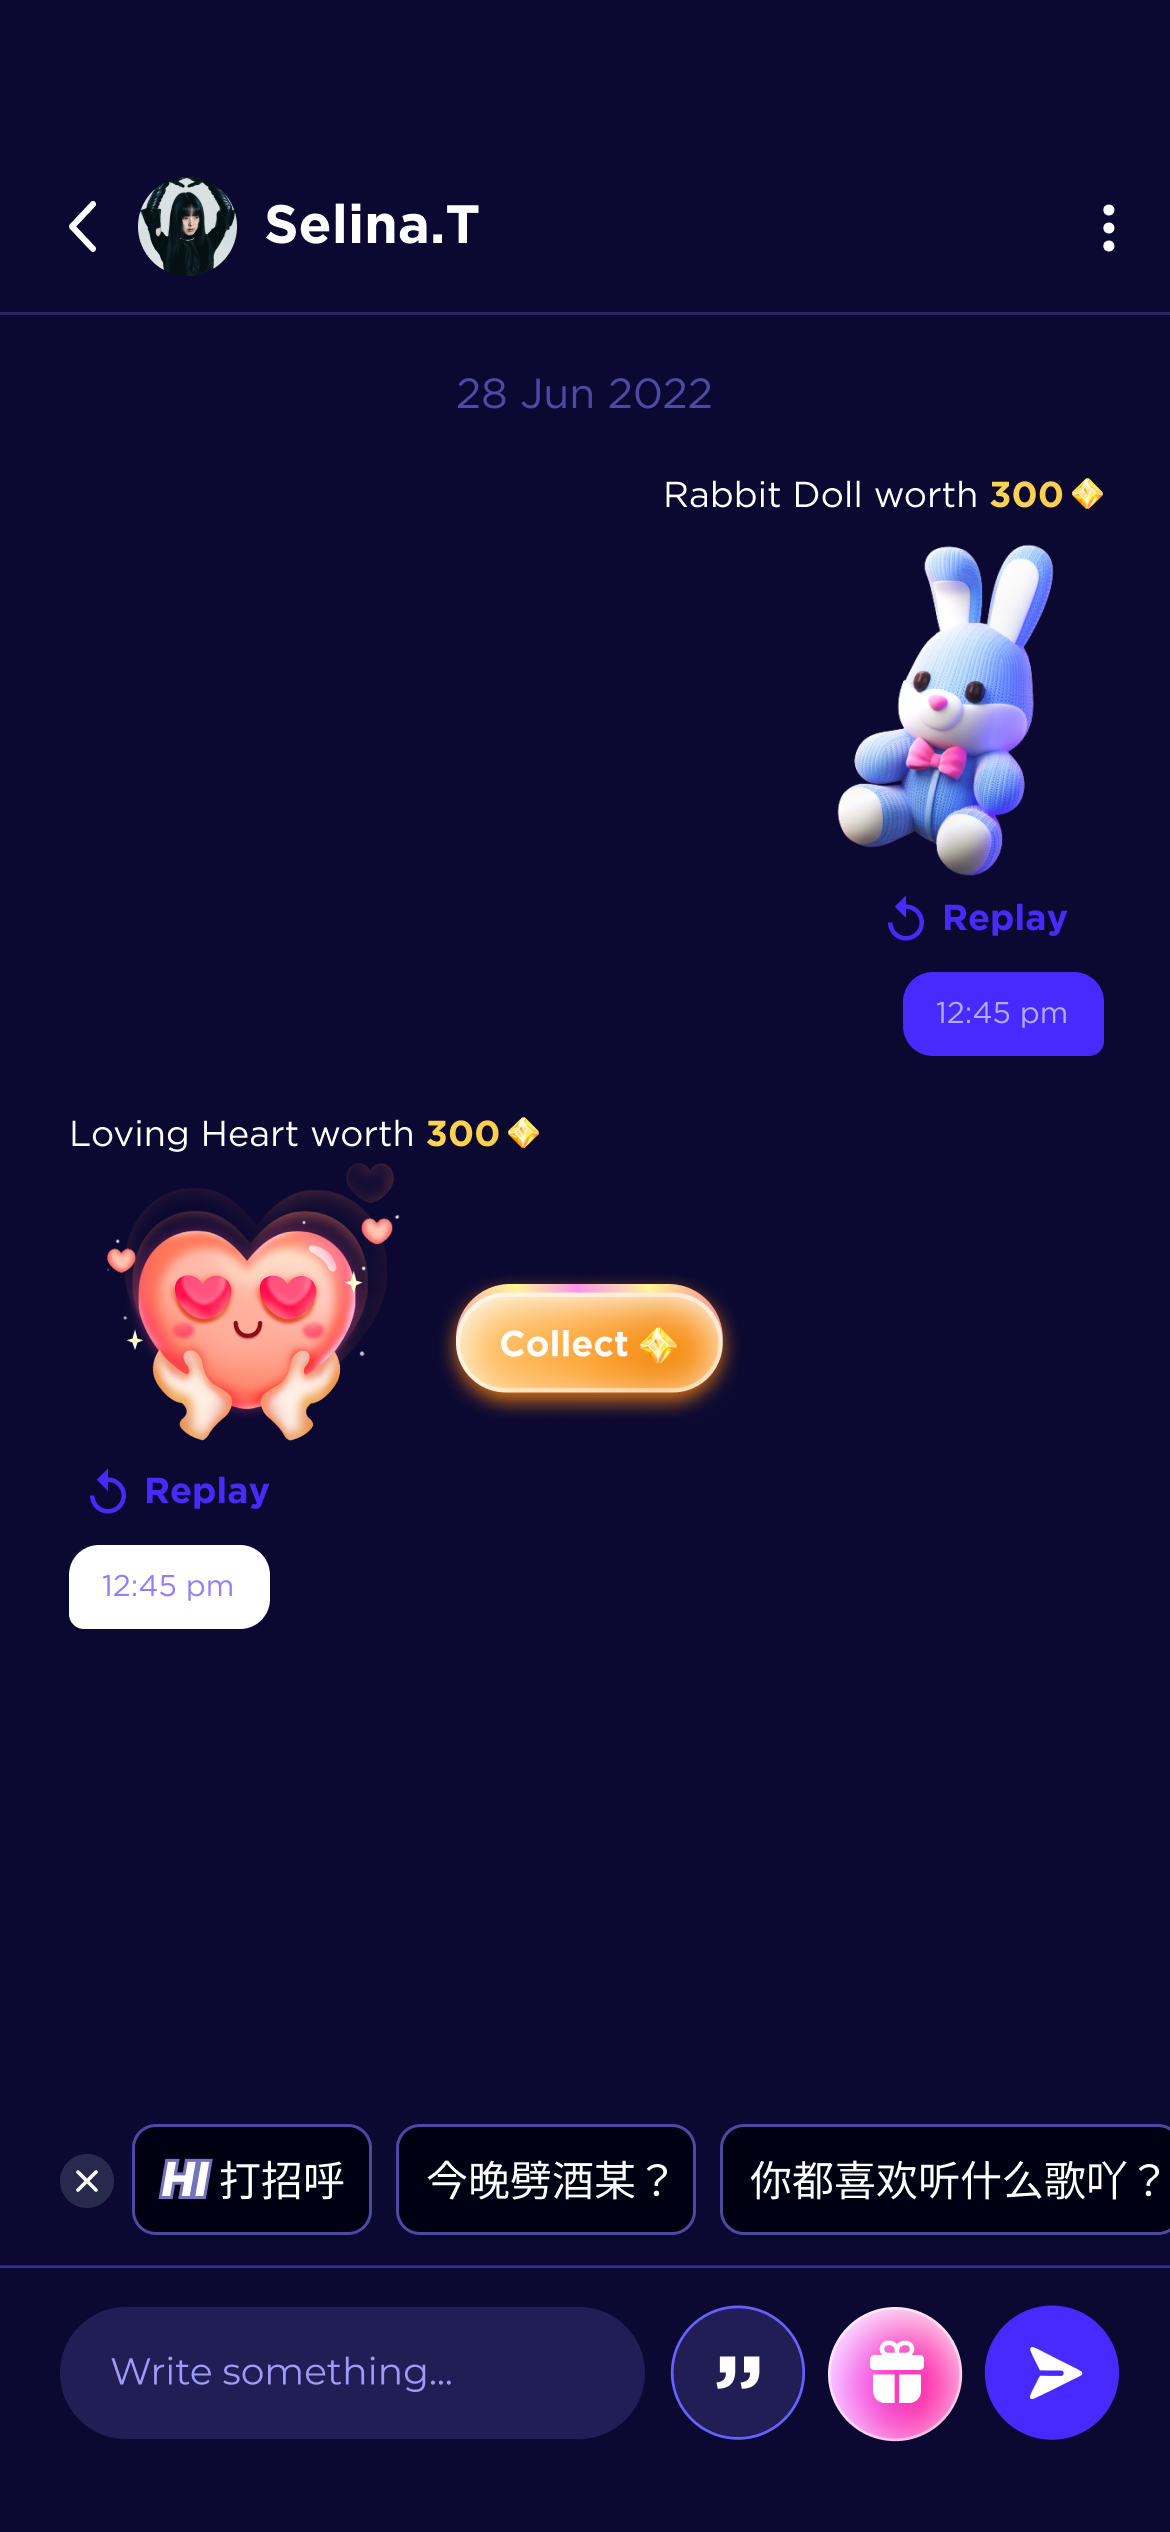 Selina.T
28 Jun 2022
Rabbit Doll worth 300
Replay
12:45 pm
Loving Heart worth 300
Collect
Replay
12:45 pm
HI 打招呼
今晚劈酒某？
你都喜欢听什么歌吖？
Write something...